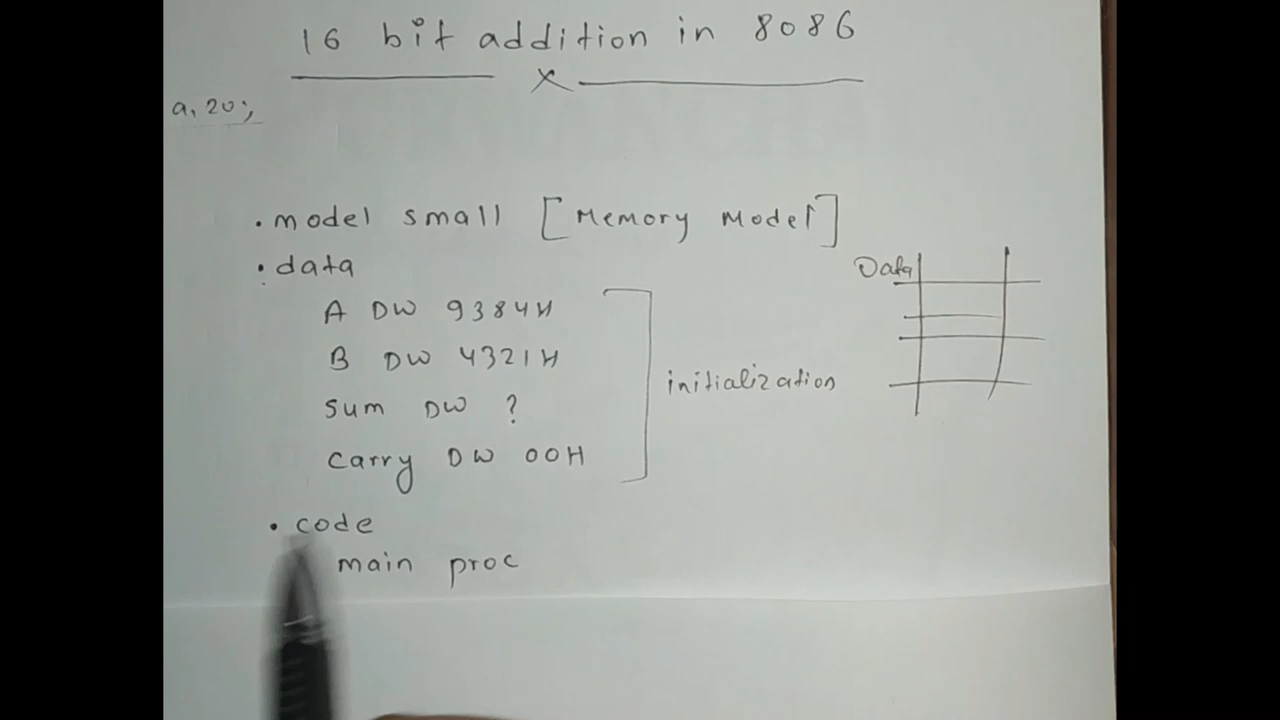 16 bit addition in 8086
x
a, 20;
.model small [Memory Model]
.data
Data
A DW 9384H
B DW 4321H
initialization
sum DW ?
carry DW 00H
.code
main proc